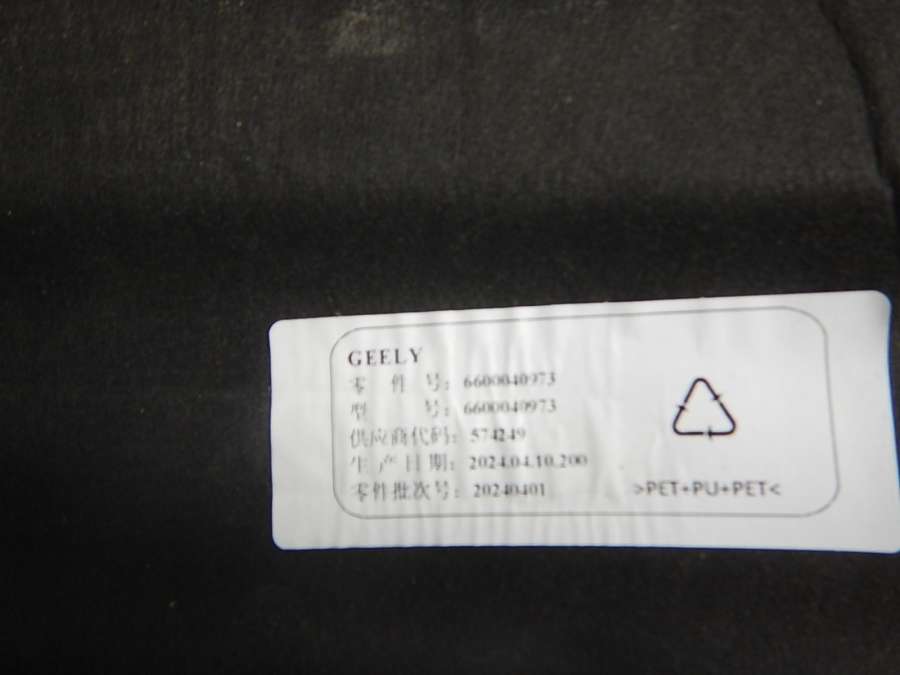 GEELY
零 件 号: 6600040973
型 号: 6600040973
供应商代码: 574249
生产日期: 2024.04.10.200
零件批次号: 20240401
>PET+PU+PET<